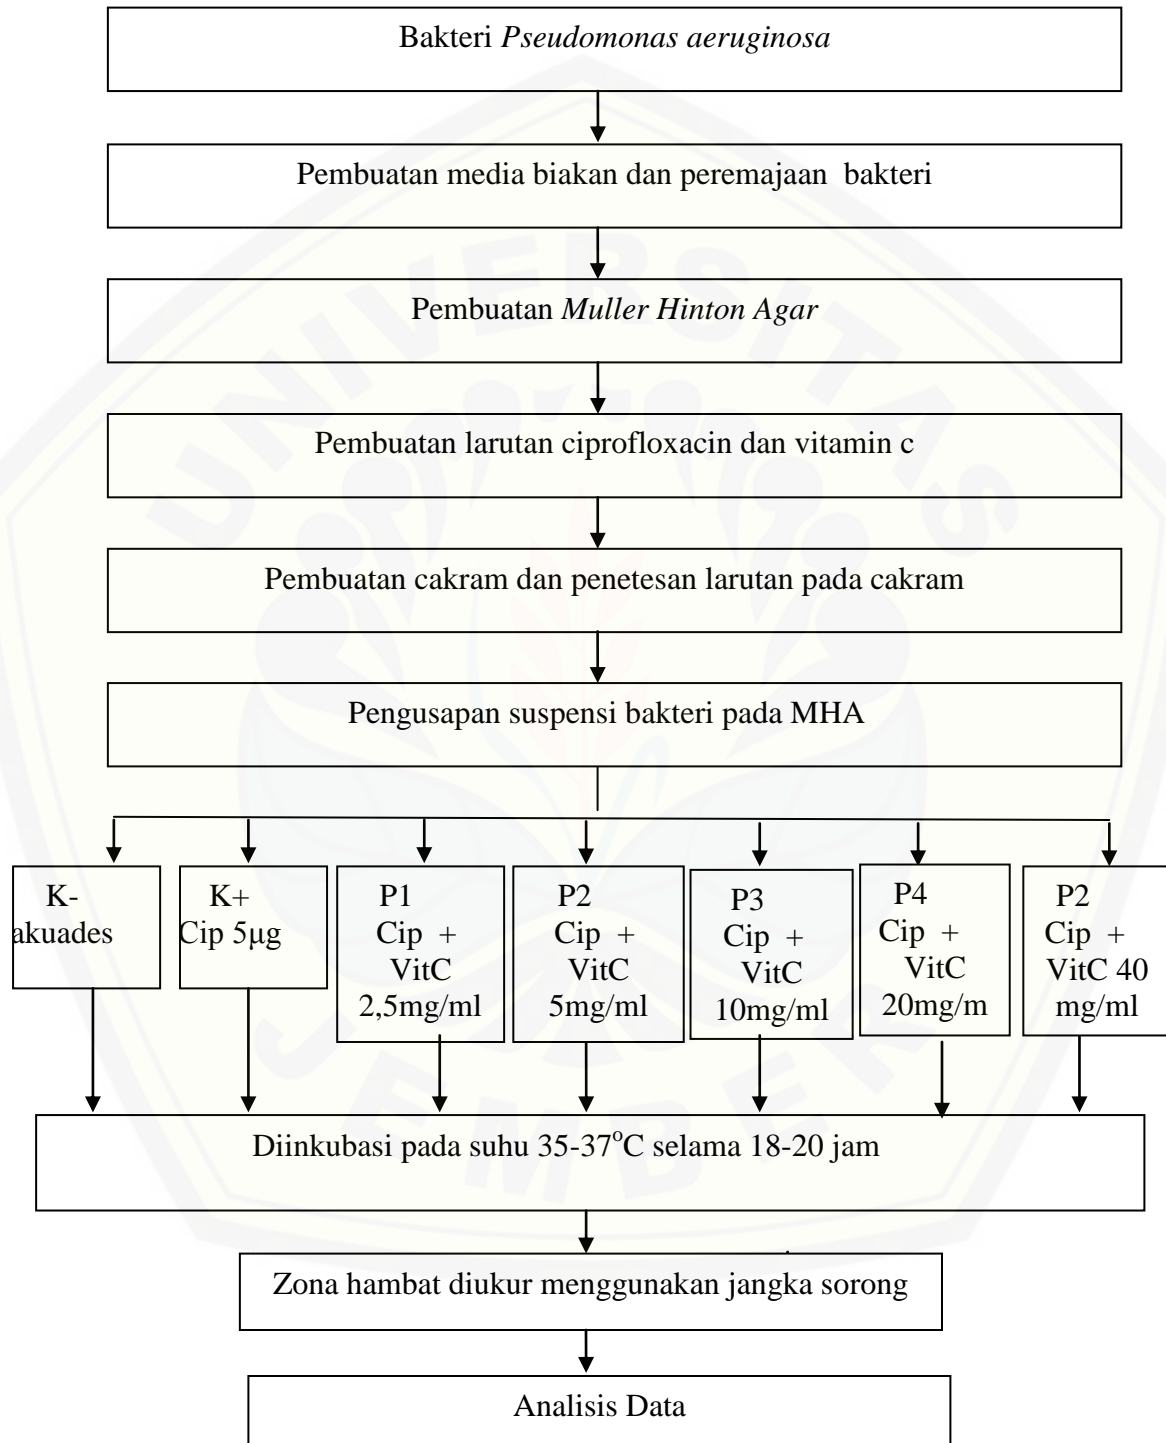 Bakteri Pseudomonas aeruginosa
Pembuatan media biakan dan peremajaan bakteri
Pembuatan Muller Hinton Agar
Pembuatan larutan ciprofloxacin dan vitamin c
Pembuatan cakram dan penetesan larutan pada cakram
Pengusapan suspensi bakteri pada MHA
K-
akuades
K+
Cip 5μg
P1
Cip +
VitC
2,5mg/ml
P2
Cip +
VitC
5mg/ml
P3
Cip +
VitC
10mg/ml
P4
Cip +
VitC
20mg/m
P2
Cip +
VitC 40
mg/ml
Diinkubasi pada suhu 35-37°C selama 18-20 jam
Zona hambat diukur menggunakan jangka sorong
Analisis Data
UNIVERSITAS
JEMBER